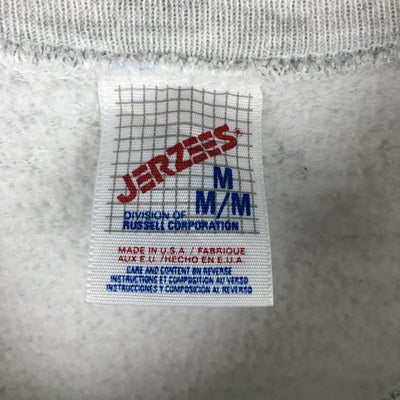 JERZEES®
M
M/M
DIVISION OF
RUSSELL CORPORATION
MADE IN U.S.A. / FABRIQUE
AUX E.U. / HECHO EN E.U.A.
CARE AND CONTENT ON REVERSE
INSTRUCTIONS ET COMPOSITION AU VERSO
INSTRUCCIONES Y COMPOSICION AL REVERSO